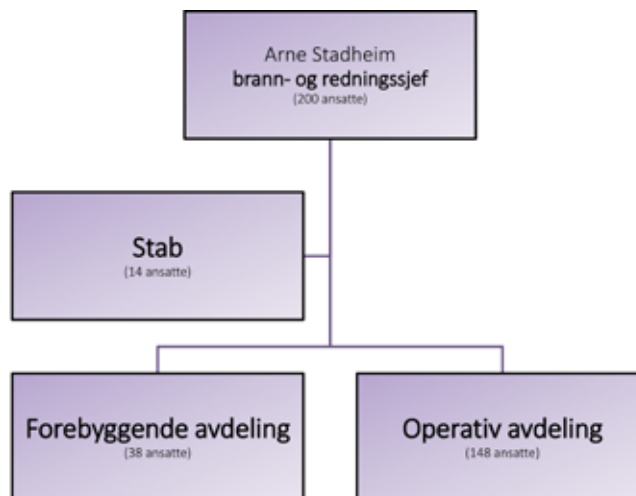 Arne Stadheim
brann- og redningssjef
(200 ansatte)
Stab
(14 ansatte)
Forebyggende avdeling
(38 ansatte)
Operativ avdeling
(148 ansatte)